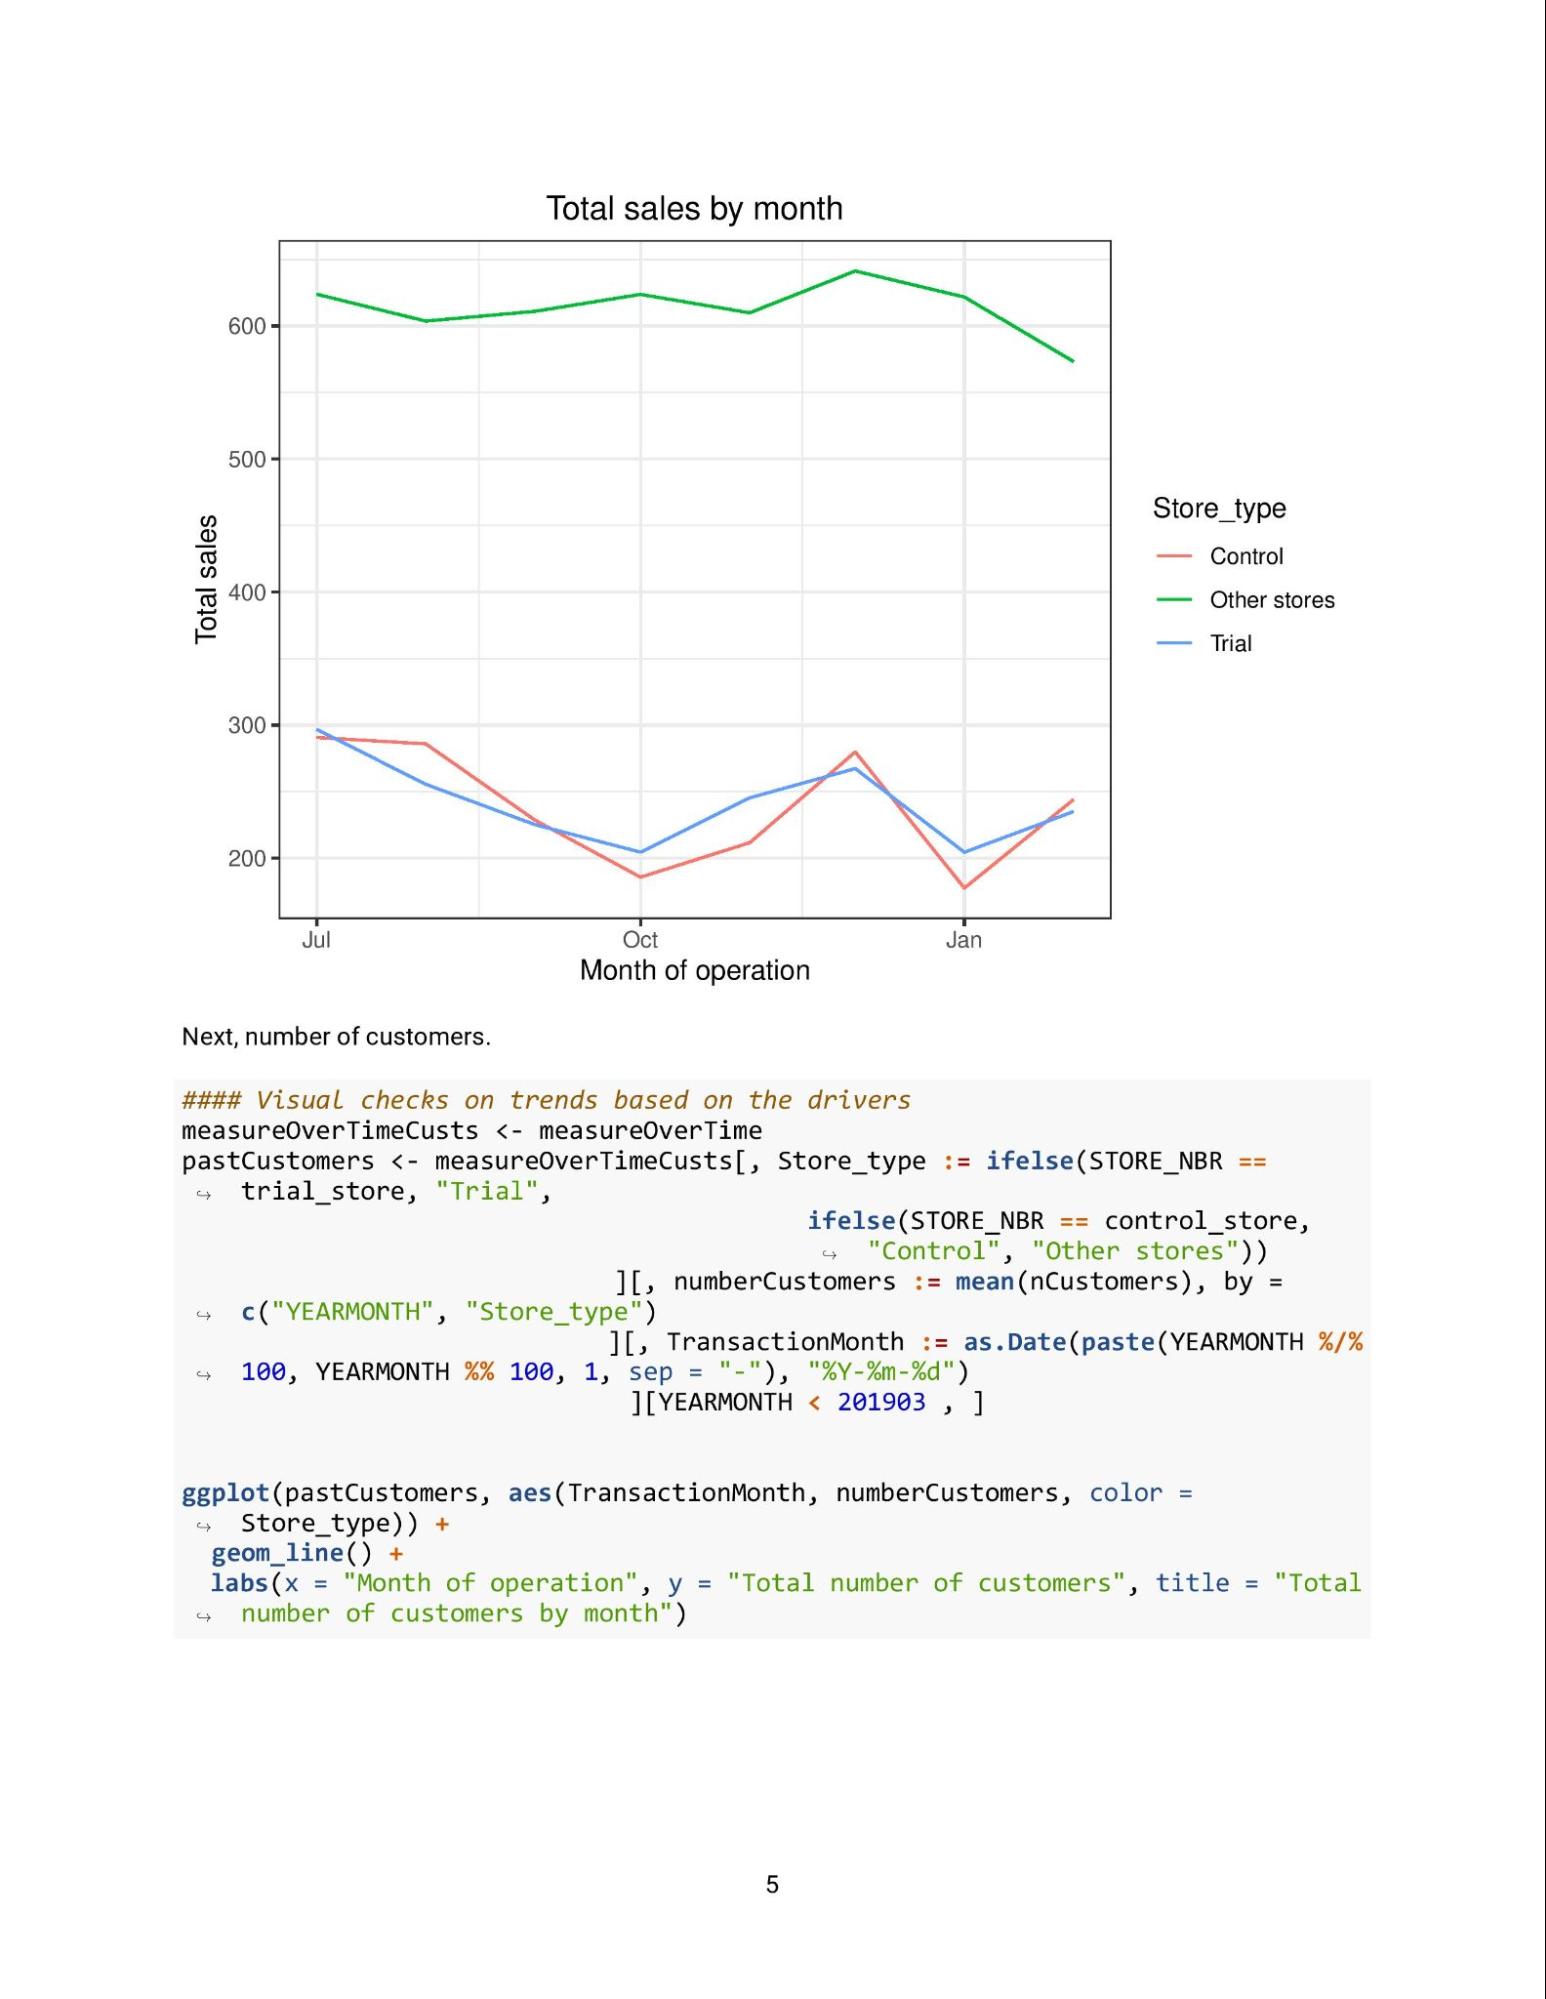 Total sales by month
600
500
400
300
200
Total sales
Jul Oct Jan
Month of operation
Store_type
Control
Other stores
Trial
Next, number of customers.
#### Visual checks on trends based on the drivers
measureOverTimeCusts <- measureOverTime
pastCustomers <- measureOverTimeCusts[, Store_type := ifelse(STORE_NBR ==
↪ trial_store, "Trial",
ifelse(STORE_NBR == control_store,
↪ "Control", "Other stores"))
][, numberCustomers := mean(nCustomers), by =
↪ c("YEARMONTH", "Store_type")
][, TransactionMonth := as.Date(paste(YEARMONTH %/%
↪ 100, YEARMONTH %% 100, 1, sep = "-"), "%Y-%m-%d")
][YEARMONTH < 201903 , ]
ggplot(pastCustomers, aes(TransactionMonth, numberCustomers, color =
↪ Store_type)) +
geom_line() +
labs(x = "Month of operation", y = "Total number of customers", title = "Total
↪ number of customers by month")
5